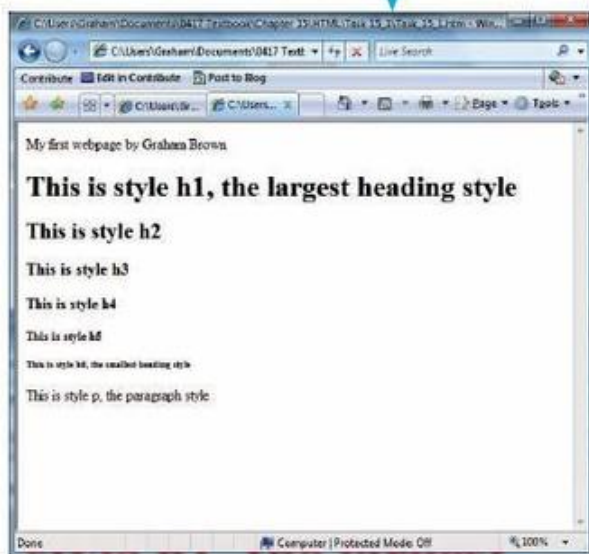 C:\Users\Graham\Documents\0417 Textbook\Chapter 15\HTML\Task 15_1\Task_15_1.htm - Win...
C:\Users\Graham\Documents\0417 Textb
Live Search
Contribute Edit in Contribute Post to Blog
C:\Users\Gr... C:\Users... Page Tools
My first webpage by Graham Brown
This is style h1, the largest heading style
This is style h2
This is style h3
This is style h4
This is style h5
This is style h6, the smallest heading style
This is style p, the paragraph style
Done Computer | Protected Mode: Off 100%